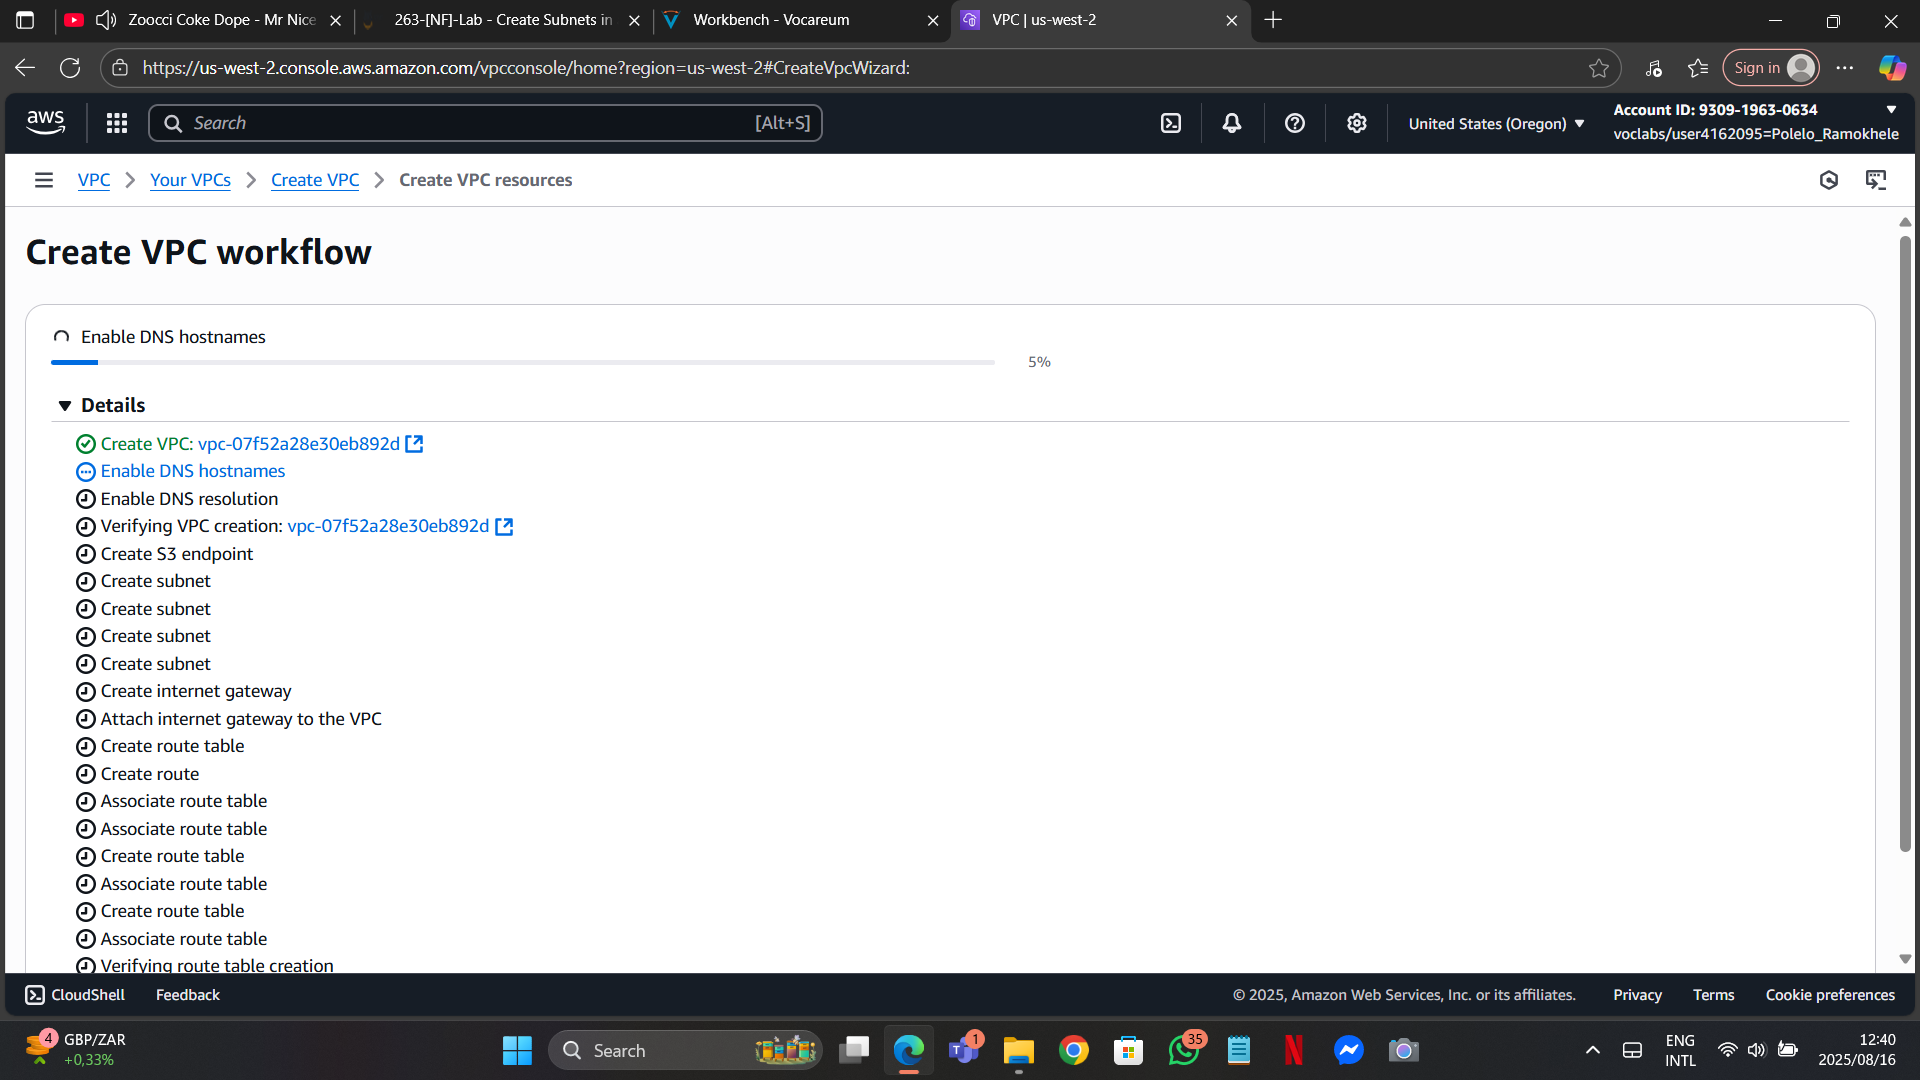 Zoocci Coke Dope - Mr Nice
263-[NF]-Lab - Create Subnets in
Workbench - Vocareum
VPC | us-west-2
https://us-west-2.console.aws.amazon.com/vpcconsole/home?region=us-west-2#CreateVpcWizard:
Sign in
aws
Search
[Alt+S]
United States (Oregon)
Account ID: 9309-1963-0634
voclabs/user4162095=Polelo_Ramokhele
VPC
Your VPCs
Create VPC
Create VPC resources
Create VPC workflow
Enable DNS hostnames
5%
Details
Create VPC: vpc-07f52a28e30eb892d
Enable DNS hostnames
Enable DNS resolution
Verifying VPC creation: vpc-07f52a28e30eb892d
Create S3 endpoint
Create subnet
Create subnet
Create subnet
Create subnet
Create internet gateway
Attach internet gateway to the VPC
Create route table
Create route
Associate route table
Associate route table
Create route table
Associate route table
Create route table
Associate route table
Verifying route table creation
CloudShell
Feedback
© 2025, Amazon Web Services, Inc. or its affiliates.
Privacy
Terms
Cookie preferences
4
GBP/ZAR
+0,33%
Search
1
35
ENG
INTL
12:40
2025/08/16